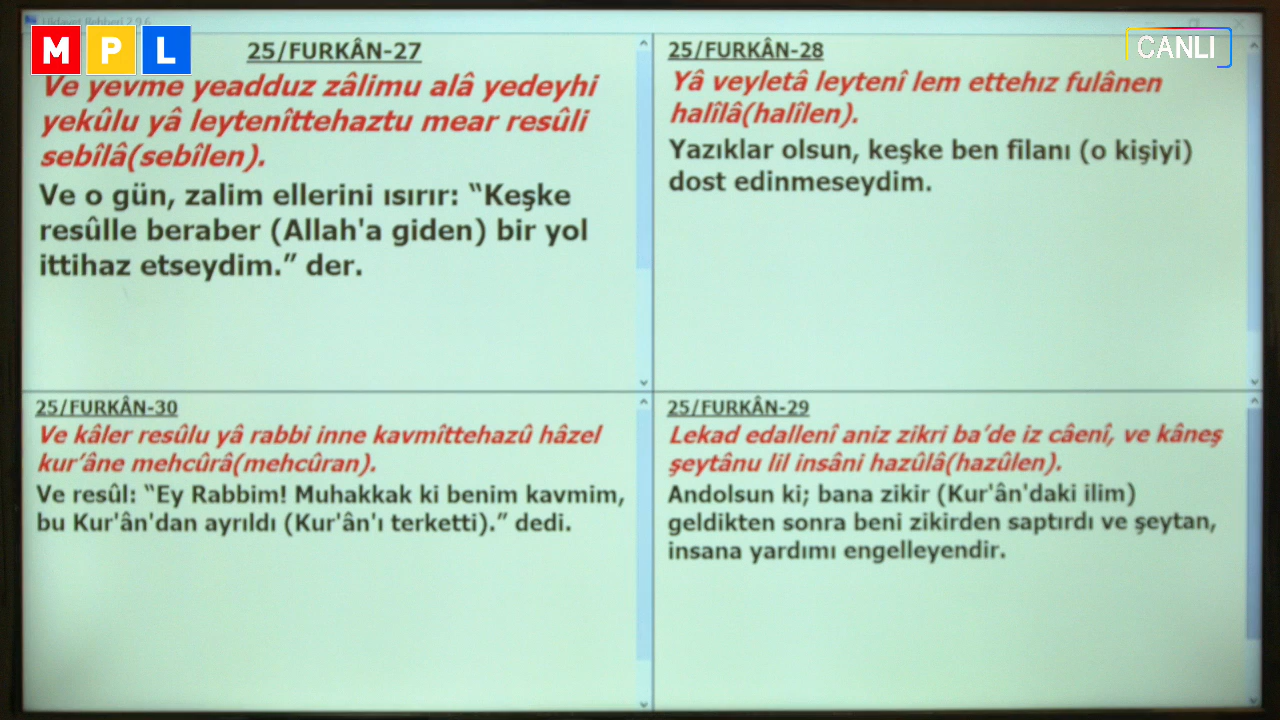 Hidayet Rehberi 2.9.6
MPL
CANLI
25/FURKÂN-27
Ve yevme yeadduz zâlimu alâ yedeyhi
yekûlu yâ leytenîttehaztu mear resûli
sebîlâ(sebîlen).
Ve o gün, zalim ellerini ısırır: “Keşke
resûlle beraber (Allah'a giden) bir yol
ittihaz etseydim.” der.
25/FURKÂN-28
Yâ veyletâ leytenî lem ettehız fulânen
halîlâ(halîlen).
Yazıklar olsun, keşke ben filanı (o kişiyi)
dost edinmeseydim.
25/FURKÂN-30
Ve kâler resûlu yâ rabbi inne kavmîttehazû hâzel
kur’âne mehcûrâ(mehcûran).
Ve resûl: “Ey Rabbim! Muhakkak ki benim kavmim,
bu Kur'ân'dan ayrıldı (Kur'ân'ı terketti).” dedi.
25/FURKÂN-29
Lekad edallenî aniz zikri ba’de iz câenî, ve kâneş
şeytânu lil insâni hazûlâ(hazûlen).
Andolsun ki; bana zikir (Kur'ân'daki ilim)
geldikten sonra beni zikirden saptırdı ve şeytan,
insana yardımı engelleyendir.